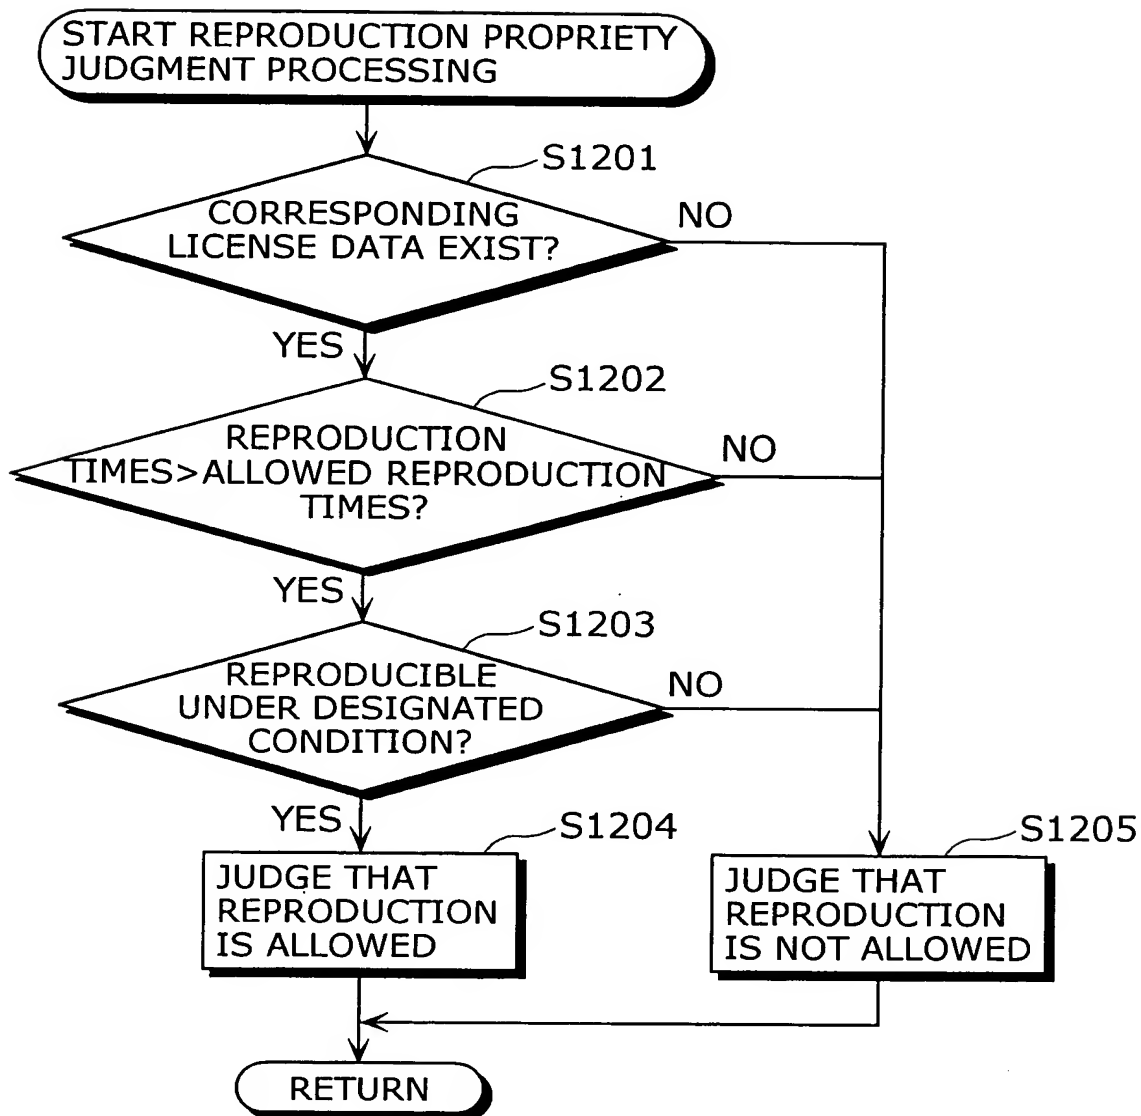 START REPRODUCTION PROPRIETY
JUDGMENT PROCESSING
S1201
CORRESPONDING
LICENSE DATA EXIST?
NO
YES
S1202
REPRODUCTION
TIMES>ALLOWED REPRODUCTION
TIMES?
NO
YES
S1203
REPRODUCIBLE
UNDER DESIGNATED
CONDITION?
NO
YES
S1204
JUDGE THAT
REPRODUCTION
IS ALLOWED
S1205
JUDGE THAT
REPRODUCTION
IS NOT ALLOWED
RETURN